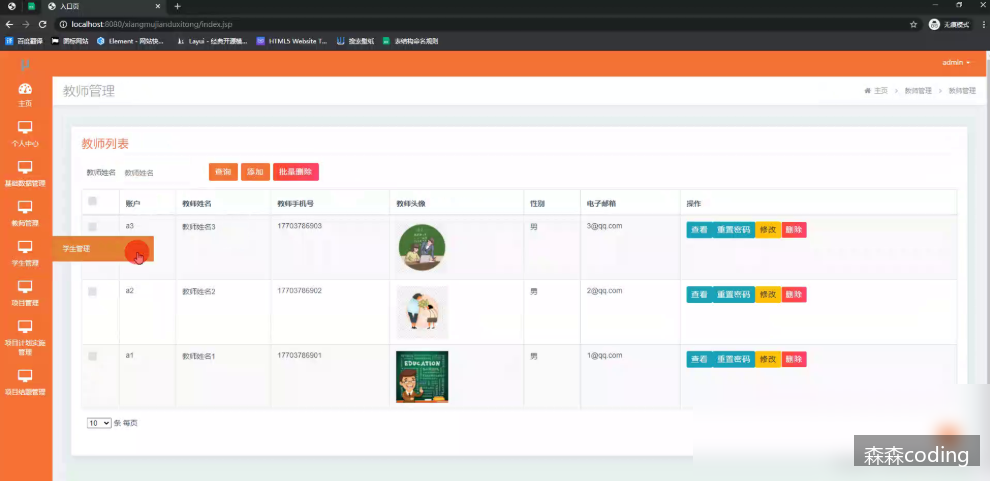 入口页
localhost:8080/xiangmujianduxitong/index.jsp
无痕模式
百度翻译 图标网站 Element - 网站快... Layui - 经典开源模... HTML5 Website T... 搜金壁纸 表结构命名规则
admin
主页
个人中心
基础数据管理
教师管理
学生管理
项目管理
项目计划实施管理
项目结题管理
学生管理
教师管理
主页 > 教师管理 > 教师管理
教师列表
教师姓名 教师姓名 查询 添加 批量删除
账户 教师姓名 教师手机号 教师头像 性别 电子邮箱 操作
a3 教师姓名3 17703786903 男 3@qq.com 查看 重置密码 修改 删除
a2 教师姓名2 17703786902 男 2@qq.com 查看 重置密码 修改 删除
a1 教师姓名1 17703786901 EDUCATION 男 1@qq.com 查看 重置密码 修改 删除
10 条 每页
森森coding